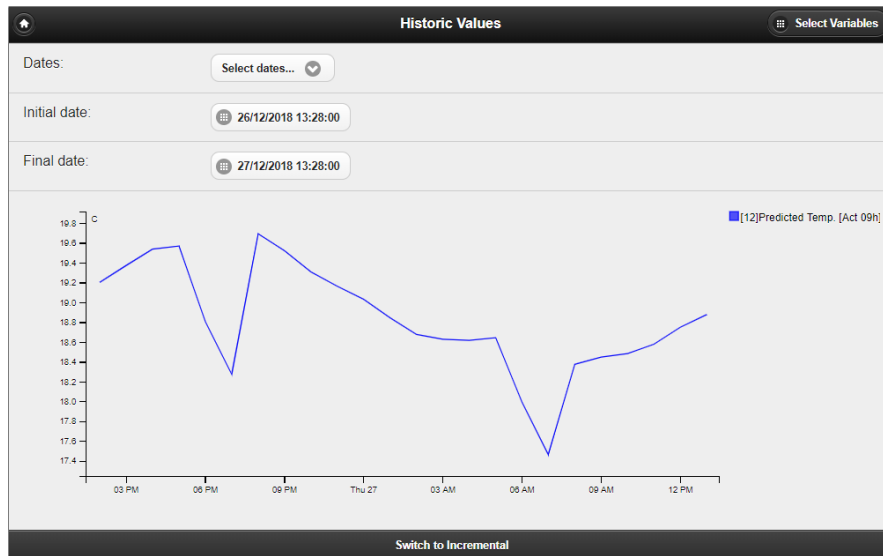 Historic Values
Select Variables
Dates:
Select dates...
Initial date:
26/12/2018 13:28:00
Final date:
27/12/2018 13:28:00
C
[12]Predicted Temp. [Act 09h]
19.8
19.6
19.4
19.2
19.0
18.8
18.6
18.4
18.2
18.0
17.8
17.6
17.4
03 PM 06 PM 09 PM Thu 27 03 AM 06 AM 09 AM 12 PM
Switch to Incremental